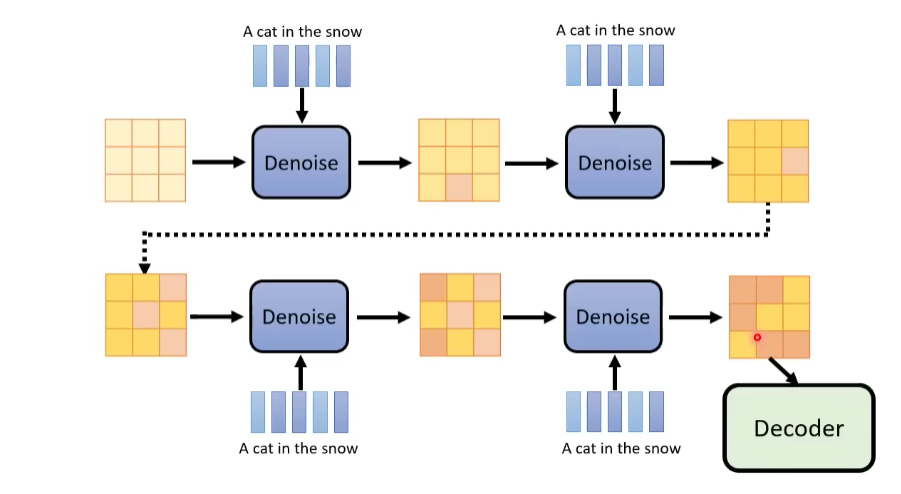 A cat in the snow
A cat in the snow
Denoise
Denoise
Denoise
Denoise
A cat in the snow
A cat in the snow
Decoder